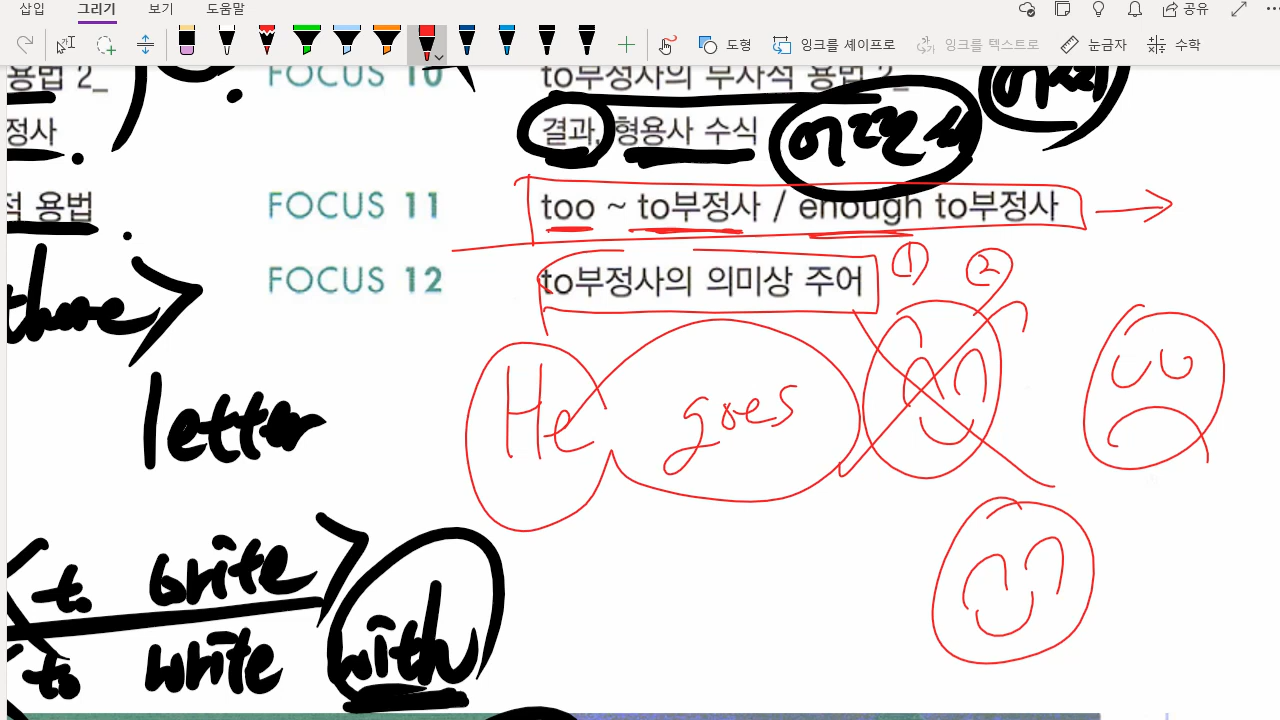 삽입 그리기 보기 도움말 공유
도형 잉크를 셰이프로 잉크를 텍스트로 눈금자 수학
용법 2_ FOCUS 10 to부정사의 부사적 용법 2_
정사 결과, 형용사 수식
적 용법 FOCUS 11 too ~ to부정사 / enough to부정사
FOCUS 12 to부정사의 의미상 주어 ① ②
He goes
letter
to write
to write with